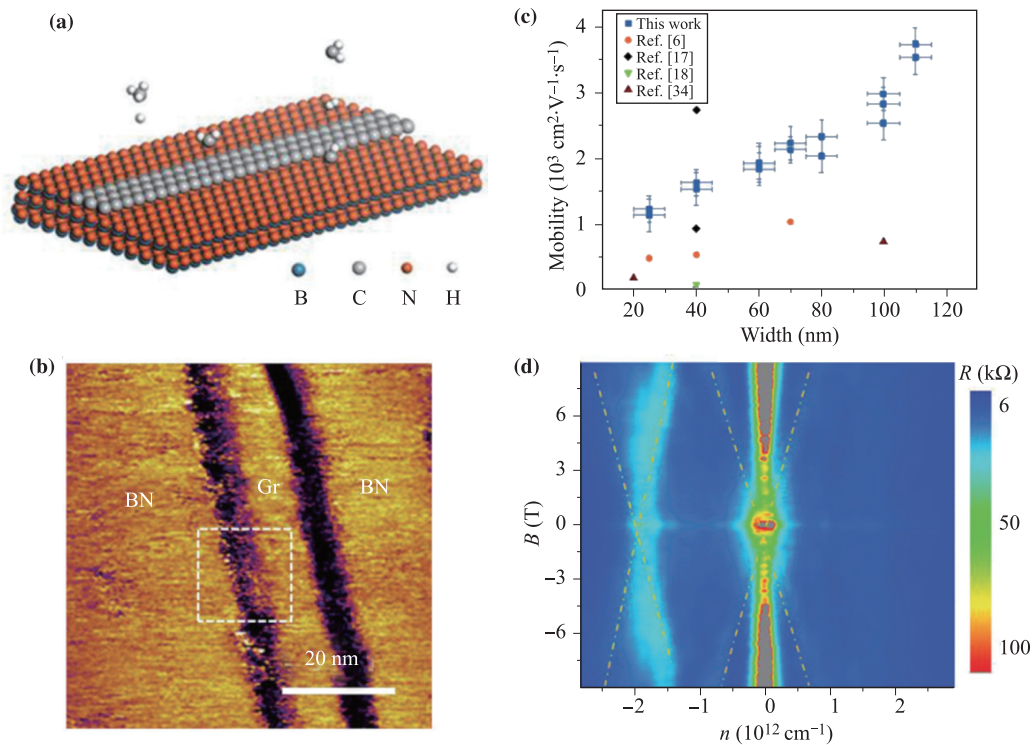 (a)
B C N H
(b)
BN
Gr
BN
20 nm
(c)
Mobility (10³ cm²·V⁻¹·s⁻¹)
4
3
2
1
0
This work
Ref. [6]
Ref. [17]
Ref. [18]
Ref. [34]
20 40 60 80 100 120
Width (nm)
(d)
B (T)
6
3
0
−3
−6
−2 −1 0 1 2
n (10¹² cm⁻¹)
R (kΩ)
6
50
100